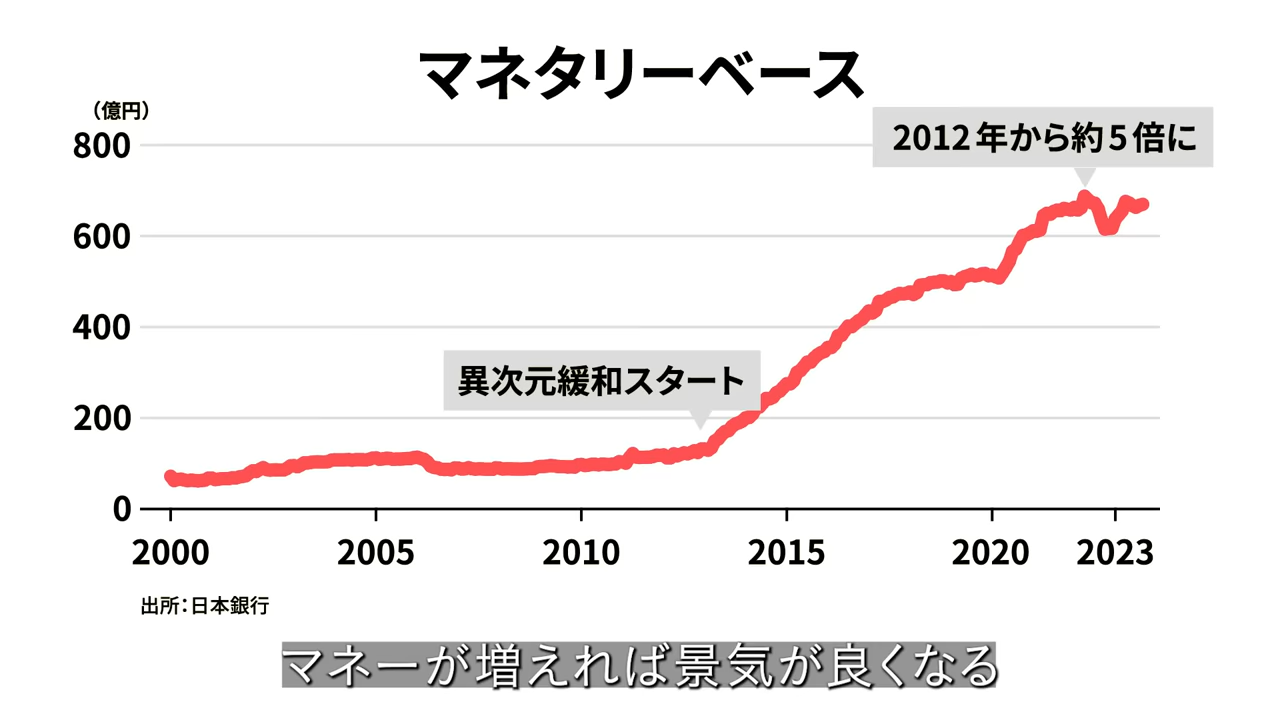 マネタリーベース
（億円）
2012年から約5倍に
800
600
400
異次元緩和スタート
200
0
2000 2005 2010 2015 2020 2023
出所：日本銀行
マネーが増えれば景気が良くなる